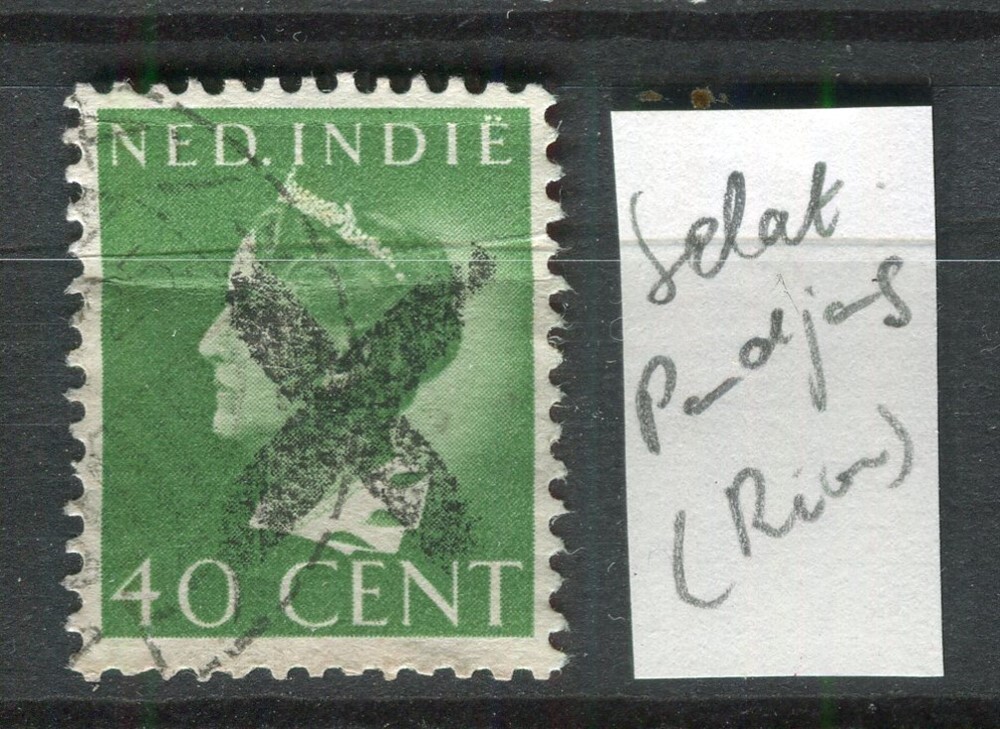 NED. INDIË
40 CENT
Selat
Pandjang
(Riou)